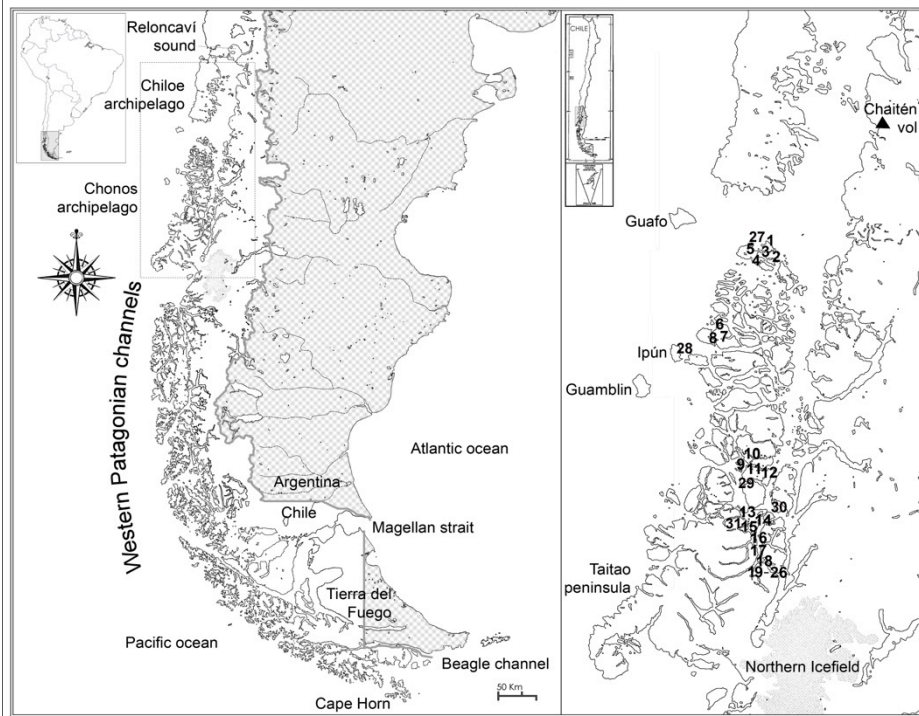 Reloncaví
sound
Chiloe
archipelago
Chonos
archipelago
Western Patagonian channels
Atlantic ocean
Argentina
Chile
Magellan strait
Tierra del
Fuego
Pacific ocean
Beagle channel
Cape Horn
50 Km
CHILE
Chaitén
vol
Guafo
27 1
5 3 2
4
6
8 7
Ipún 28
Guamblin
10
9 11 12
29
13 30
31 15 14
16
17
18
19 - 26
Taitao
peninsula
Northern Icefield